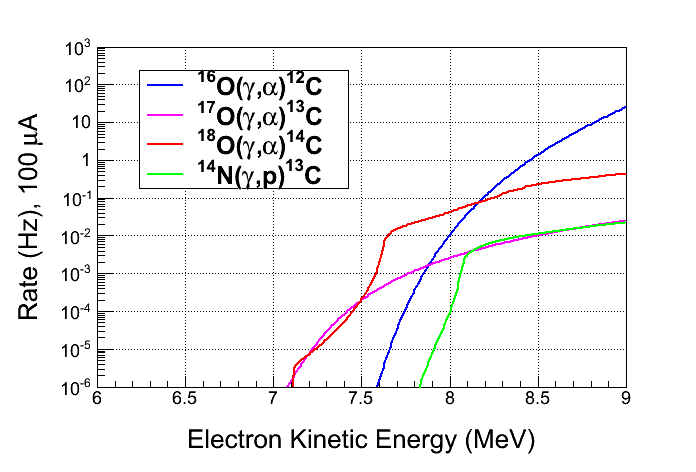 10³
10²
10
1
10⁻¹
10⁻²
10⁻³
10⁻⁴
10⁻⁵
10⁻⁶
Rate (Hz), 100 μA
¹⁶O(γ,α)¹²C
¹⁷O(γ,α)¹³C
¹⁸O(γ,α)¹⁴C
¹⁴N(γ,p)¹³C
6 6.5 7 7.5 8 8.5 9
Electron Kinetic Energy (MeV)